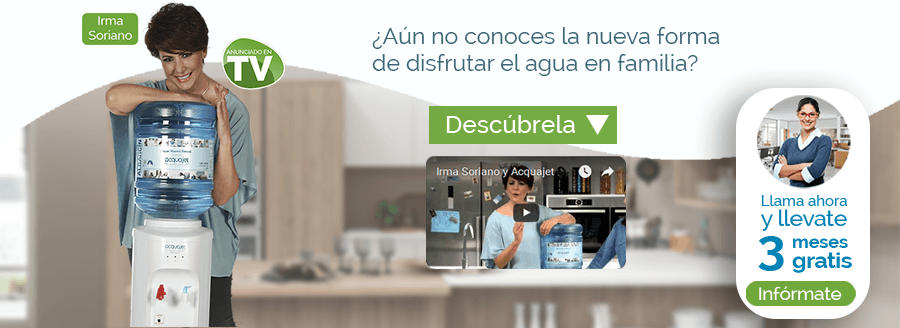 Irma
Soriano
ANUNCIADO EN
TV
¿Aún no conoces la nueva forma
de disfrutar el agua en familia?
Descúbrela
Irma Soriano y Acquajet
acquajet
acquajet
Llama ahora
y llevate
3 meses
gratis
Infórmate